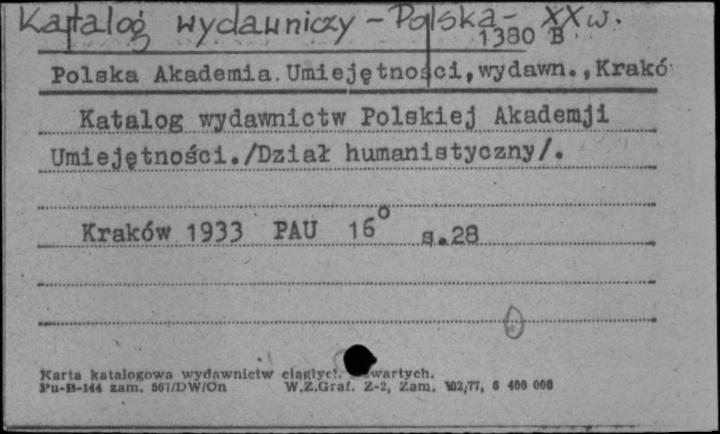 Katalog wydawniczy - Polska - XX w.
1380 B
Polska Akademia Umiejętności, wydawn., Krakó
Katalog wydawnictw Polskiej Akademji
Umiejętności./Dział humanistyczny/.
Kraków 1933 PAU 16° s.28
Karta katalogowa wydawnictw ciągłych. wartych.
Pu-B-144 zam. 567/DW/On W.Z.Graf. Z-2, Zam. 102/77, 6 400 000